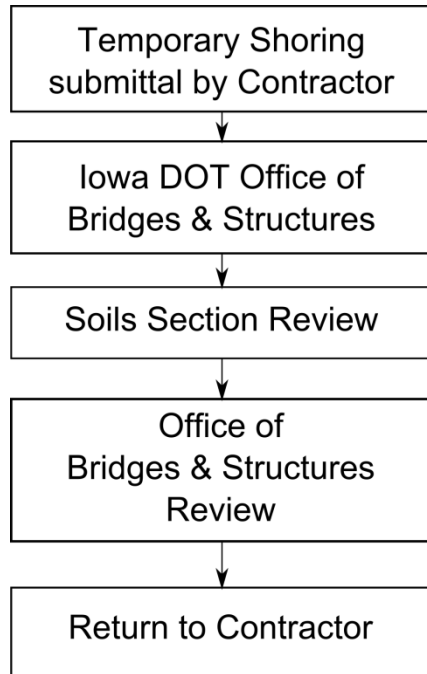 Temporary Shoring
submittal by Contractor
Iowa DOT Office of
Bridges & Structures
Soils Section Review
Office of
Bridges & Structures
Review
Return to Contractor